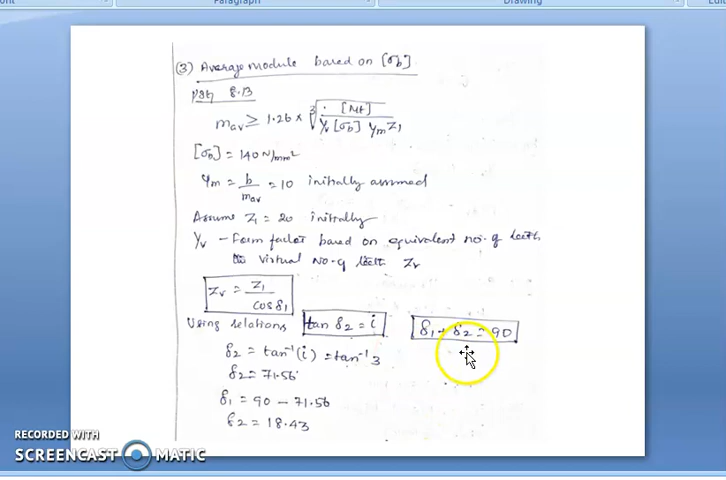 Paragraph
Drawing
(3) Average module based on [σb]
pag 8.13
mav ≥ 1.26 × ∛ [Mt] / yv [σb] ψm Z1
[σb] = 140 N/mm²
ψm = b / mav = 10 initially assumed
Assume Z1 = 20 initially
yv - Form factor based on equivalent no. of teeth
virtual no. of teeth Zv
Zv = Z1 / cos δ1
Using relations tan δ2 = i δ1 + δ2 = 90
δ2 = tan⁻¹(i) = tan⁻¹ 3
δ2 = 71.56
δ1 = 90 - 71.56
δ2 = 18.43
RECORDED WITH
SCREENCAST MATIC